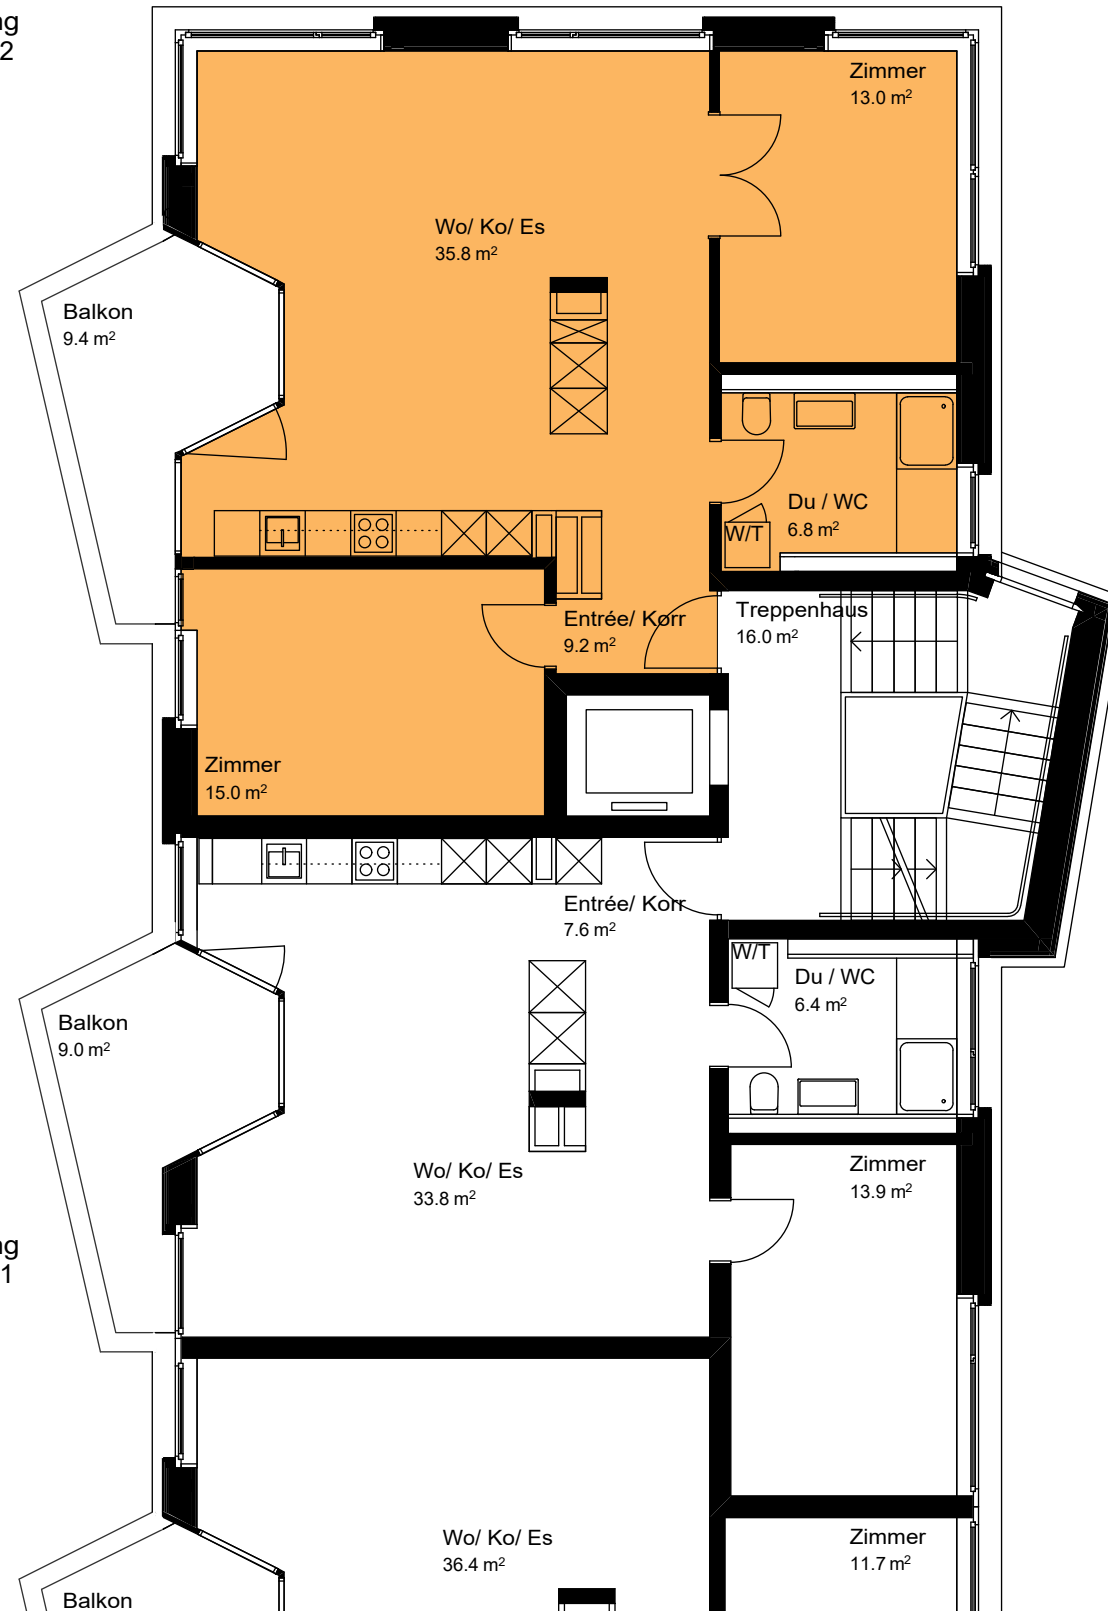 2
Zimmer
13.0 m²
Wo/ Ko/ Es
35.8 m²
Balkon
9.4 m²
Du / WC
6.8 m²
W/T
Entrée/ Korr
9.2 m²
Treppenhaus
16.0 m²
Zimmer
15.0 m²
Entrée/ Korr
7.6 m²
W/T
Du / WC
6.4 m²
Balkon
9.0 m²
Wo/ Ko/ Es
33.8 m²
Zimmer
13.9 m²
1
Wo/ Ko/ Es
36.4 m²
Zimmer
11.7 m²
Balkon